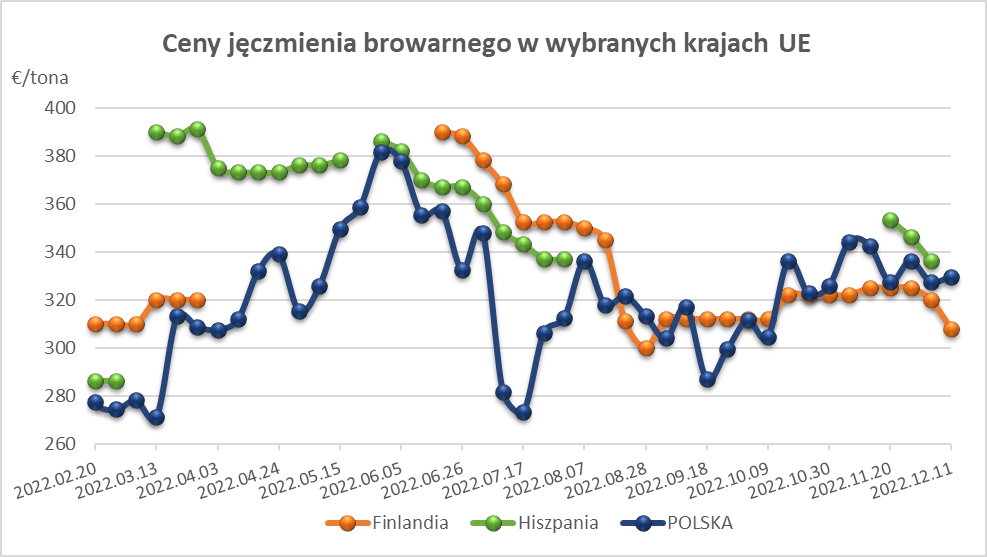 Ceny jęczmienia browarnego w wybranych krajach UE
€/tona
400
380
360
340
320
300
280
260
2022.02.20 2022.03.13 2022.04.03 2022.04.24 2022.05.15 2022.06.05 2022.06.26 2022.07.17 2022.08.07 2022.08.28 2022.09.18 2022.10.09 2022.10.30 2022.11.20 2022.12.11
Finlandia Hiszpania POLSKA